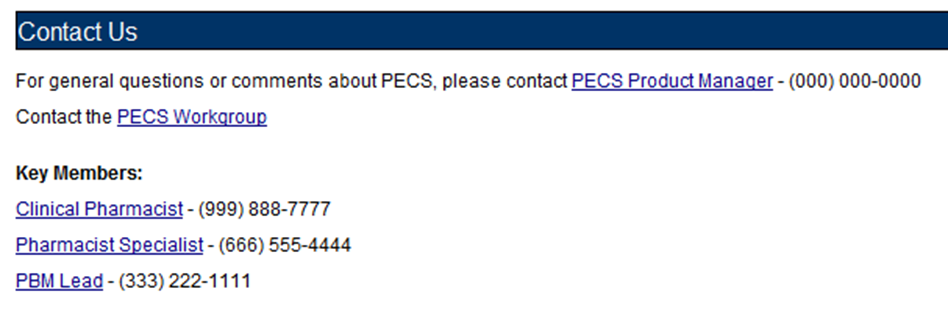 Contact Us
For general questions or comments about PECS, please contact PECS Product Manager - (000) 000-0000
Contact the PECS Workgroup
Key Members:
Clinical Pharmacist - (999) 888-7777
Pharmacist Specialist - (666) 555-4444
PBM Lead - (333) 222-1111